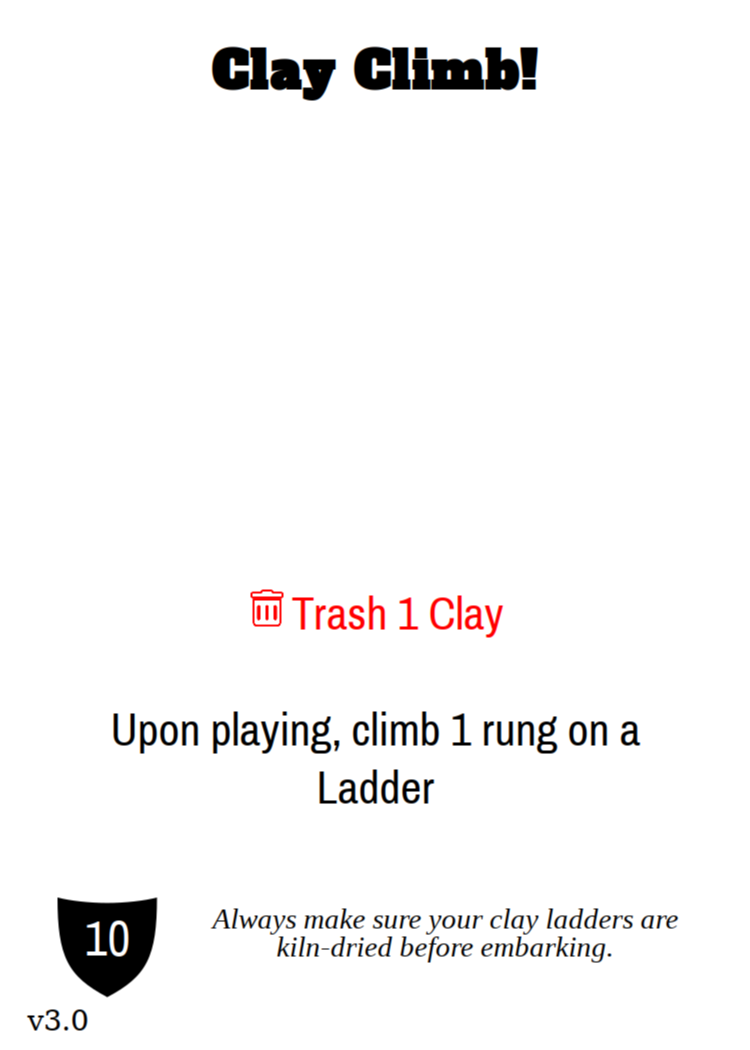 Clay Climb!
Trash 1 Clay
Upon playing, climb 1 rung on a
Ladder
10
Always make sure your clay ladders are
kiln-dried before embarking.
v3.0